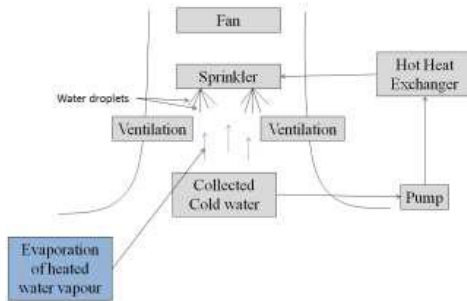 Fan
Sprinkler
Hot Heat
Exchanger
Water droplets
Ventilation
Ventilation
Collected
Cold water
Pump
Evaporation
of heated
water vapour